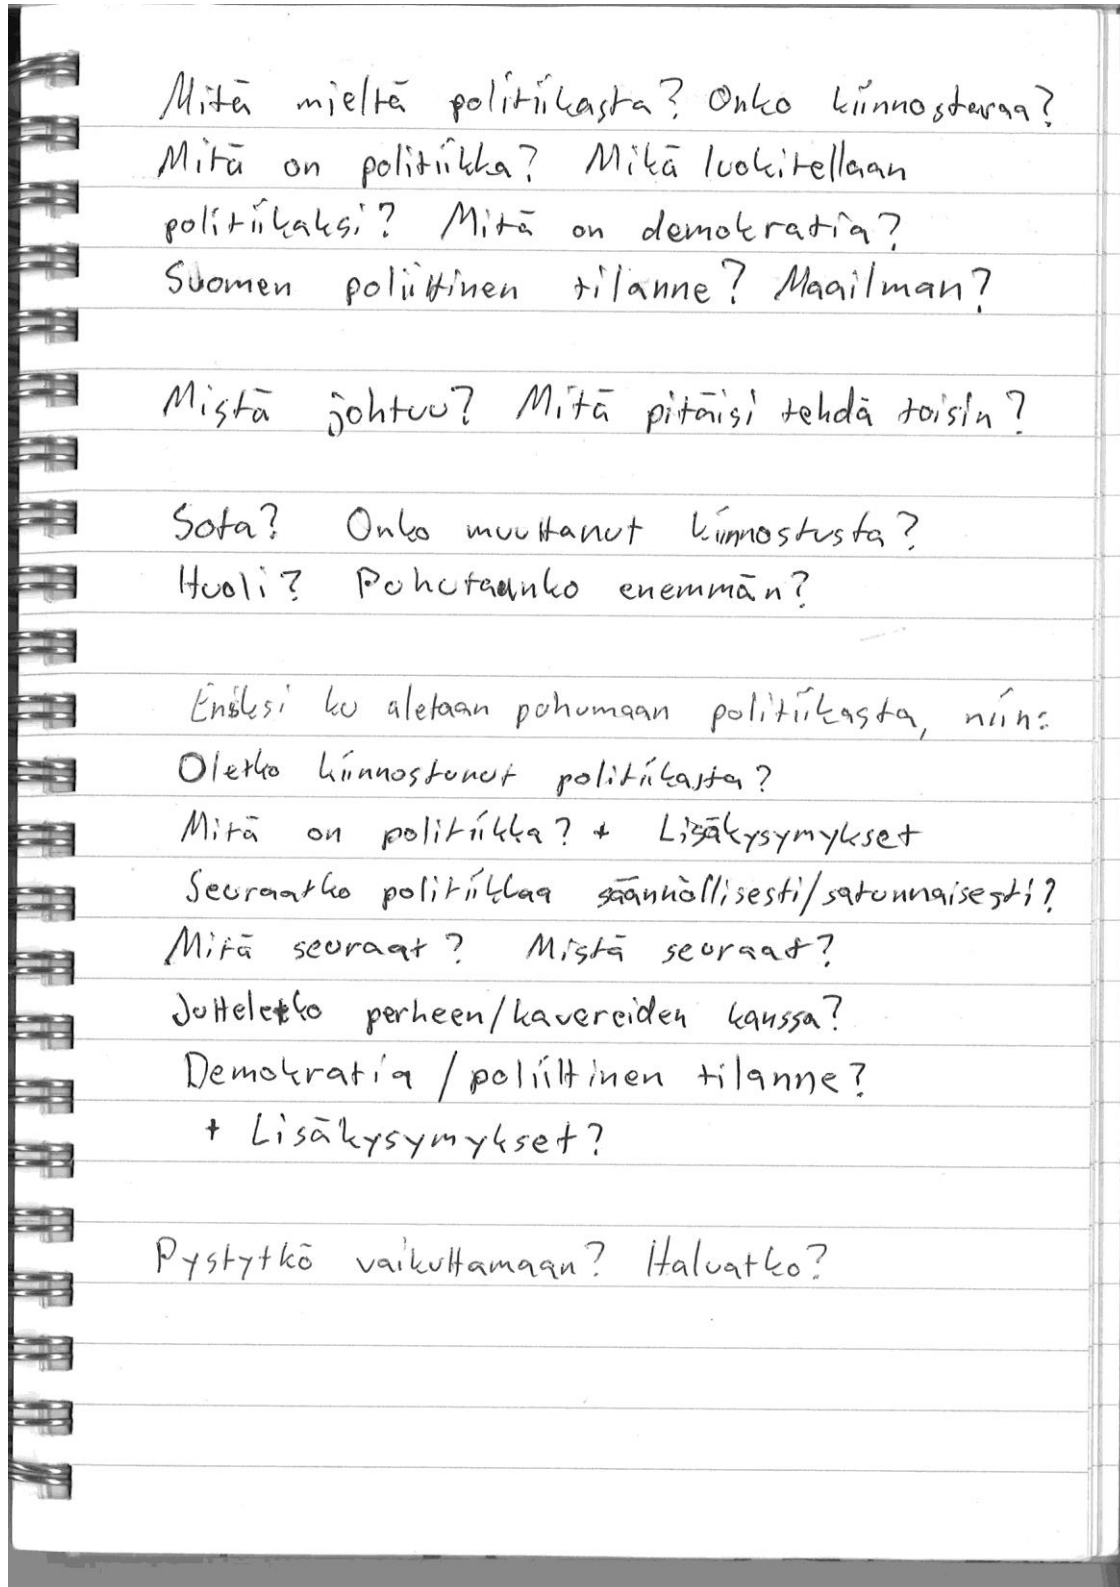 Mitä mieltä politiikasta? Onko kiinnostavaa?
Mitä on politiikka? Mikä luokitellaan
politiikaksi? Mitä on demokratia?
Suomen poliittinen tilanne? Maailman?
Mistä johtuu? Mitä pitäisi tehdä toisin?
Sota? Onko muuttanut kiinnostusta?
Huoli? Puhutaanko enemmän?
Eniksi ku aletaan puhumaan politiikasta, niin:
Oletko kiinnostunut politiikasta?
Mitä on politiikka? + Lisäkysymykset
Seuraatko politiikkaa säännöllisesti/satunnaisesti?
Mitä seuraat? Mistä seuraat?
Jutteletko perheen/kavereiden kanssa?
Demokratia / poliittinen tilanne?
+ Lisäkysymykset?
Pystytkö vaikuttamaan? Haluatko?